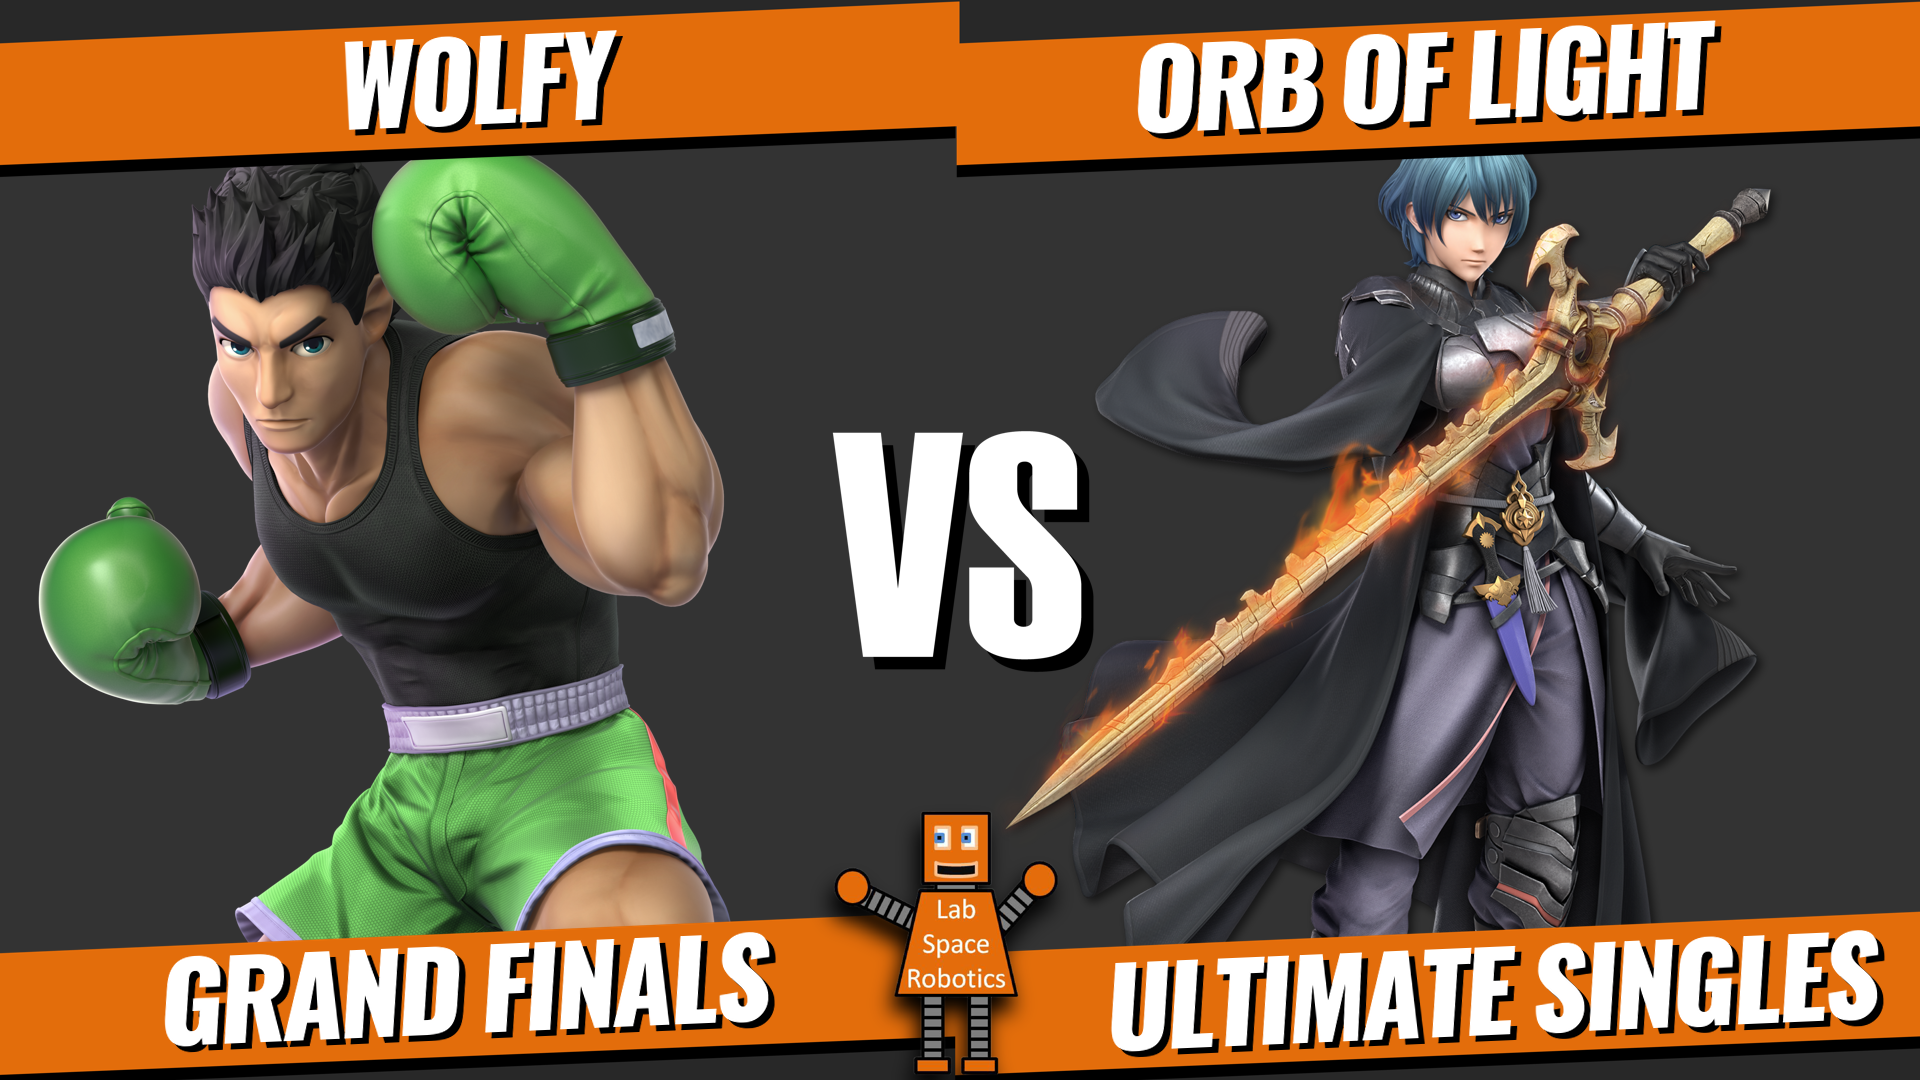 WOLFY
ORB OF LIGHT
VS
Lab
Space
Robotics
GRAND FINALS
ULTIMATE SINGLES